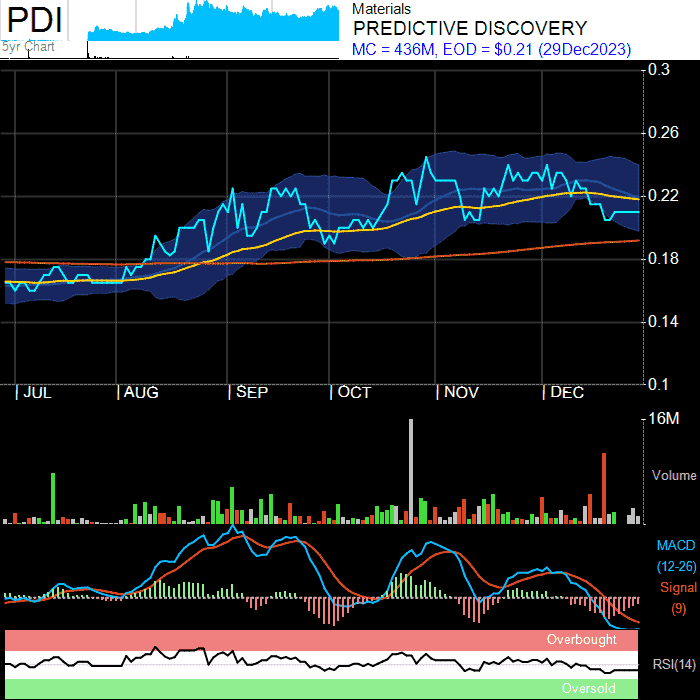 PDI
5yr Chart
Materials
PREDICTIVE DISCOVERY
MC = 436M, EOD = $0.21 (29Dec2023)
0.3
0.26
0.22
0.18
0.14
0.1
JUL AUG SEP OCT NOV DEC
16M
Volume
MACD
(12-26)
Signal
(9)
Overbought
RSI(14)
Oversold